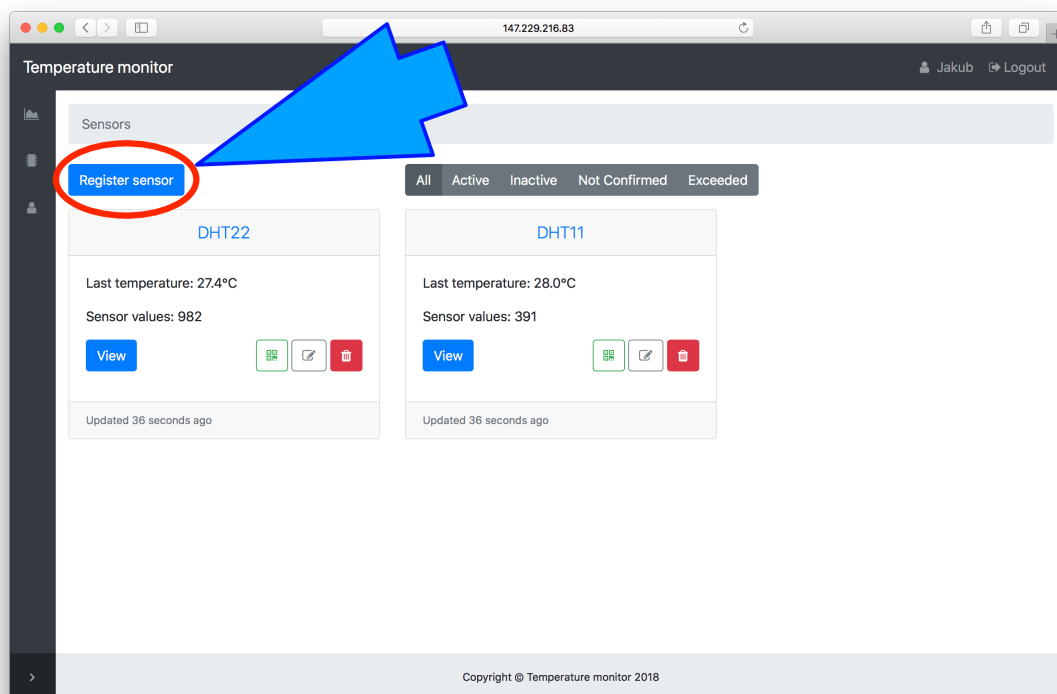 147.229.216.83
Temperature monitor
Jakub Logout
Sensors
Register sensor
All Active Inactive Not Confirmed Exceeded
DHT22
Last temperature: 27.4°C
Sensor values: 982
View
Updated 36 seconds ago
DHT11
Last temperature: 28.0°C
Sensor values: 391
View
Updated 36 seconds ago
Copyright © Temperature monitor 2018